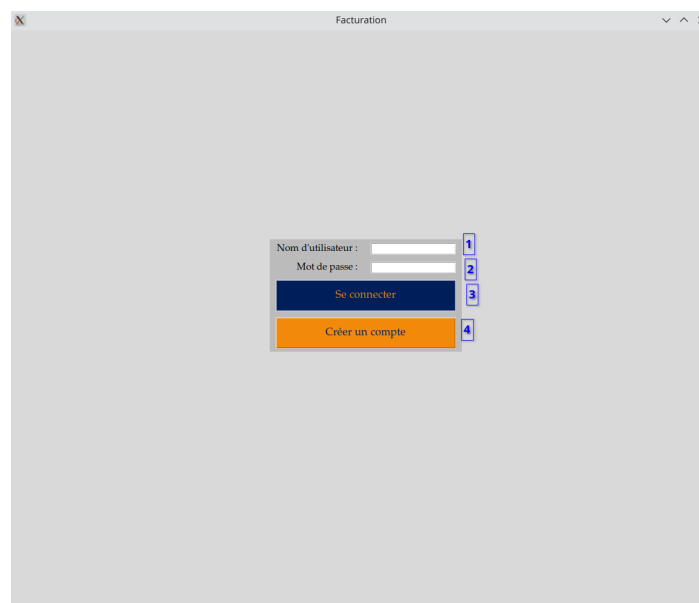 Facturation
Nom d'utilisateur : 1
Mot de passe : 2
Se connecter 3
Créer un compte 4